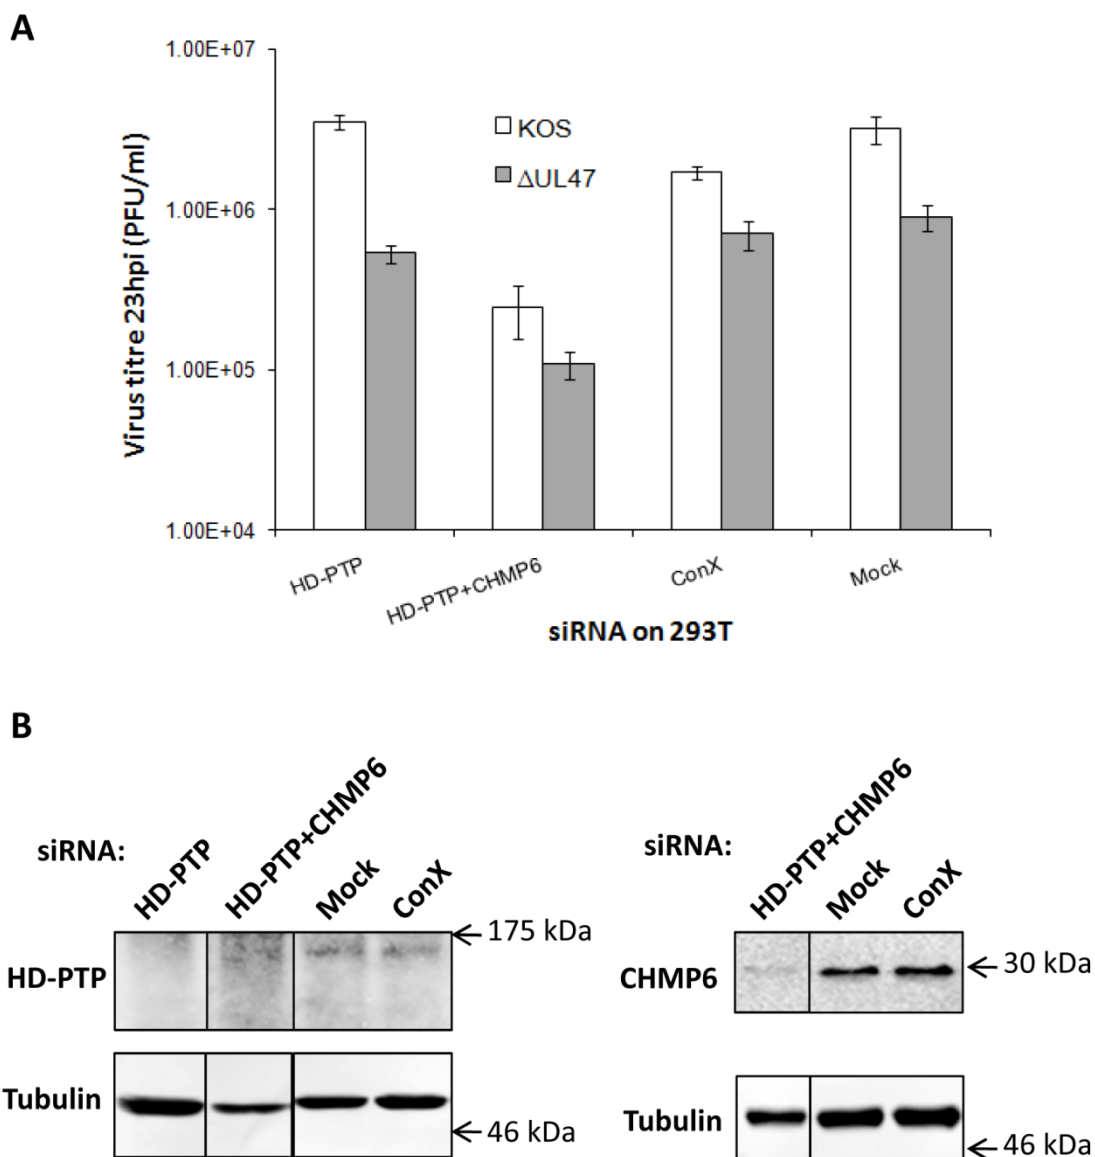 A
1.00E+07
1.00E+06
1.00E+05
1.00E+04
Virus titre 23hpi (PFU/ml)
KOS
ΔUL47
HD-PTP
HD-PTP+CHMP6
ConX
Mock
siRNA on 293T
B
siRNA:
HD-PTP
HD-PTP+CHMP6
Mock
ConX
175 kDa
HD-PTP
Tubulin
46 kDa
siRNA:
HD-PTP+CHMP6
Mock
ConX
CHMP6
30 kDa
Tubulin
46 kDa